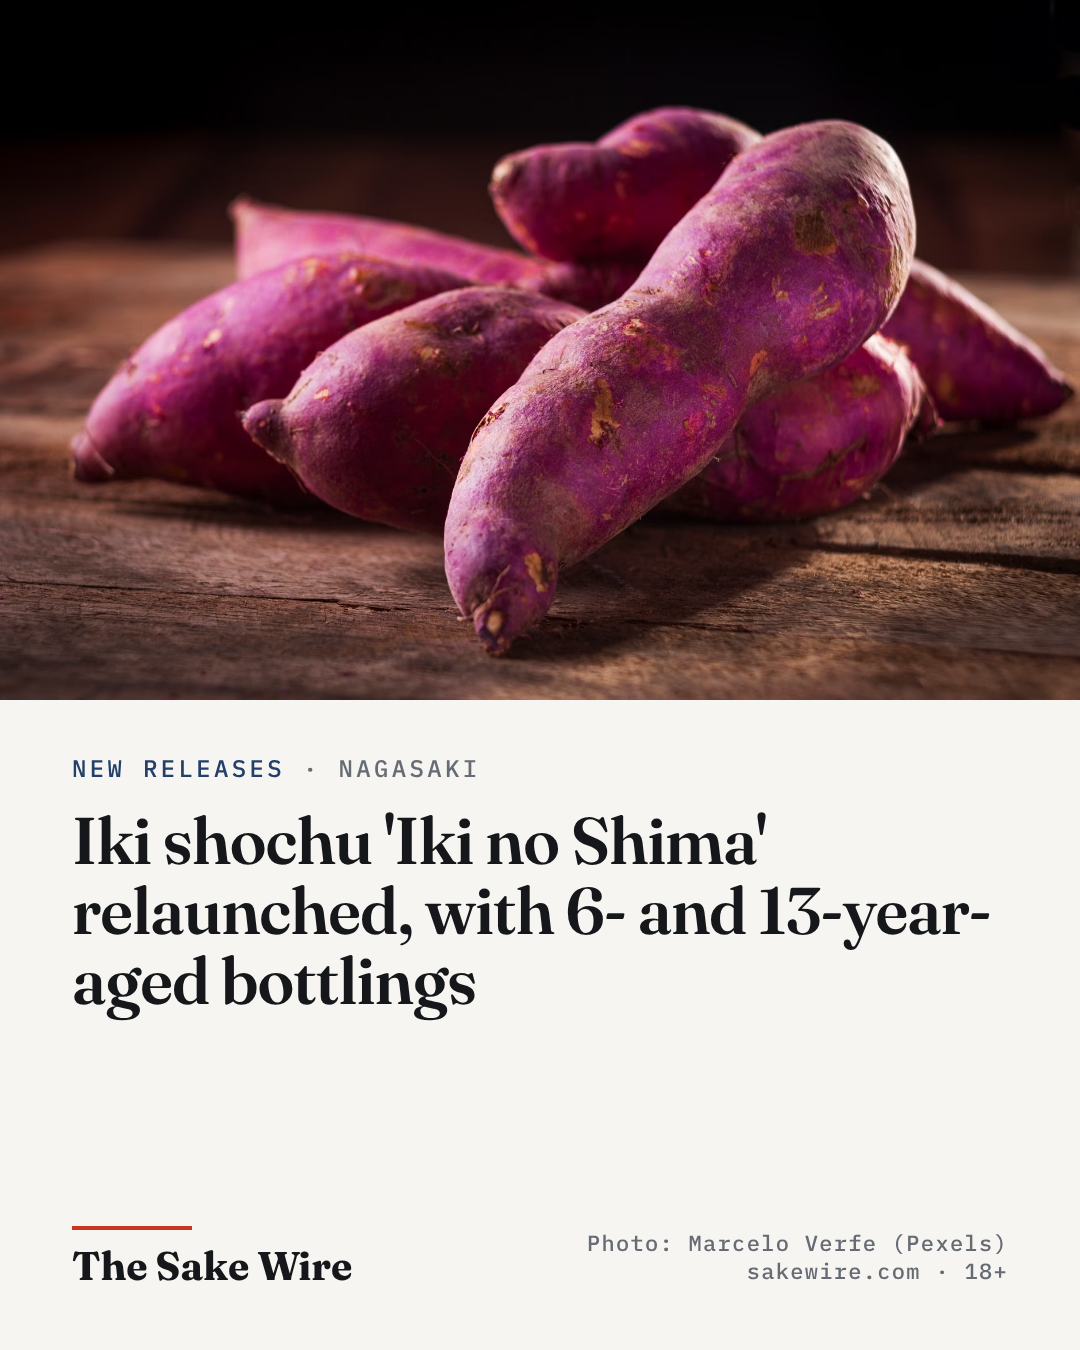 NEW RELEASES · NAGASAKI
Iki shochu 'Iki no Shima'
relaunched, with 6- and 13-year-
aged bottlings
The Sake Wire
Photo: Marcelo Verfe (Pexels)
sakewire.com · 18+